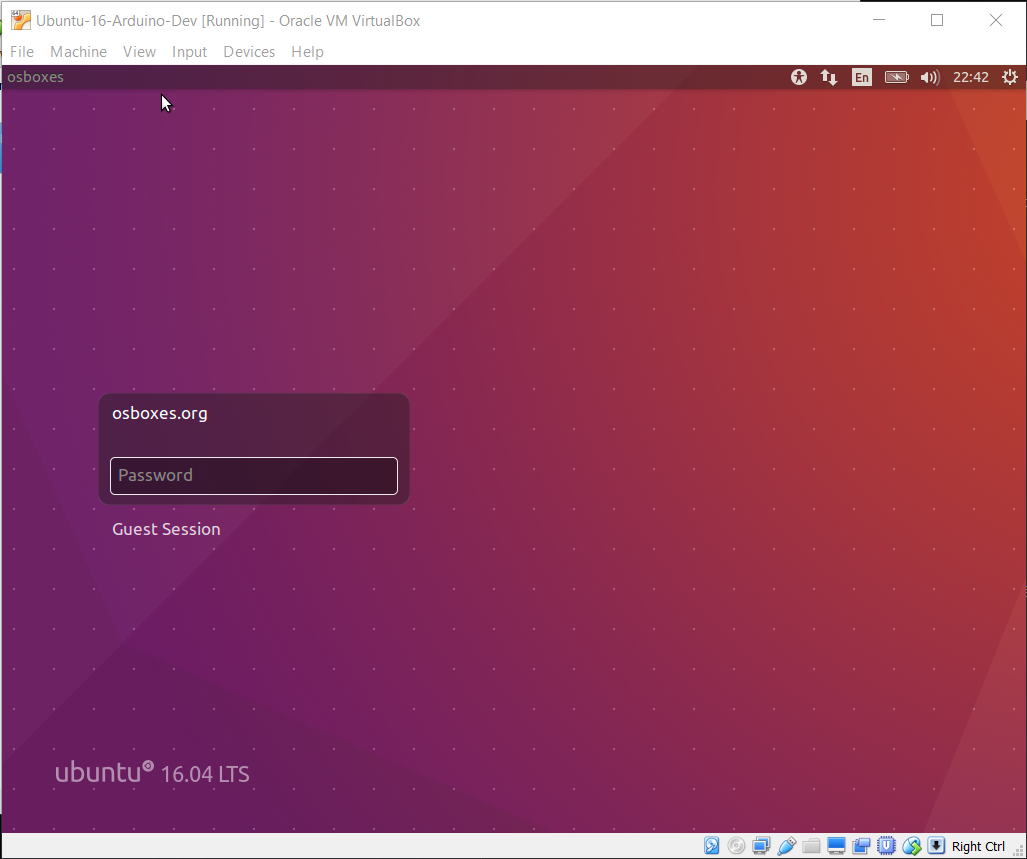 Ubuntu-16-Arduino-Dev [Running] - Oracle VM VirtualBox
File Machine View Input Devices Help
osboxes En 22:42
osboxes.org
Password
Guest Session
ubuntu 16.04 LTS
Right Ctrl